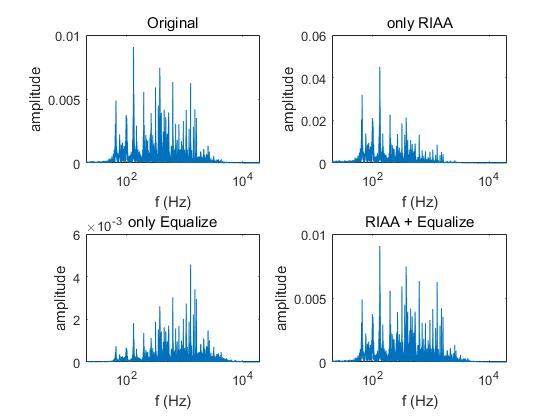 Original
0.01
0.005
0
amplitude
10^2
10^4
f (Hz)
only RIAA
0.06
0.04
0.02
0
amplitude
10^2
10^4
f (Hz)
only Equalize
×10^-3
6
4
2
0
amplitude
10^2
10^4
f (Hz)
RIAA + Equalize
0.01
0.005
0
amplitude
10^2
10^4
f (Hz)